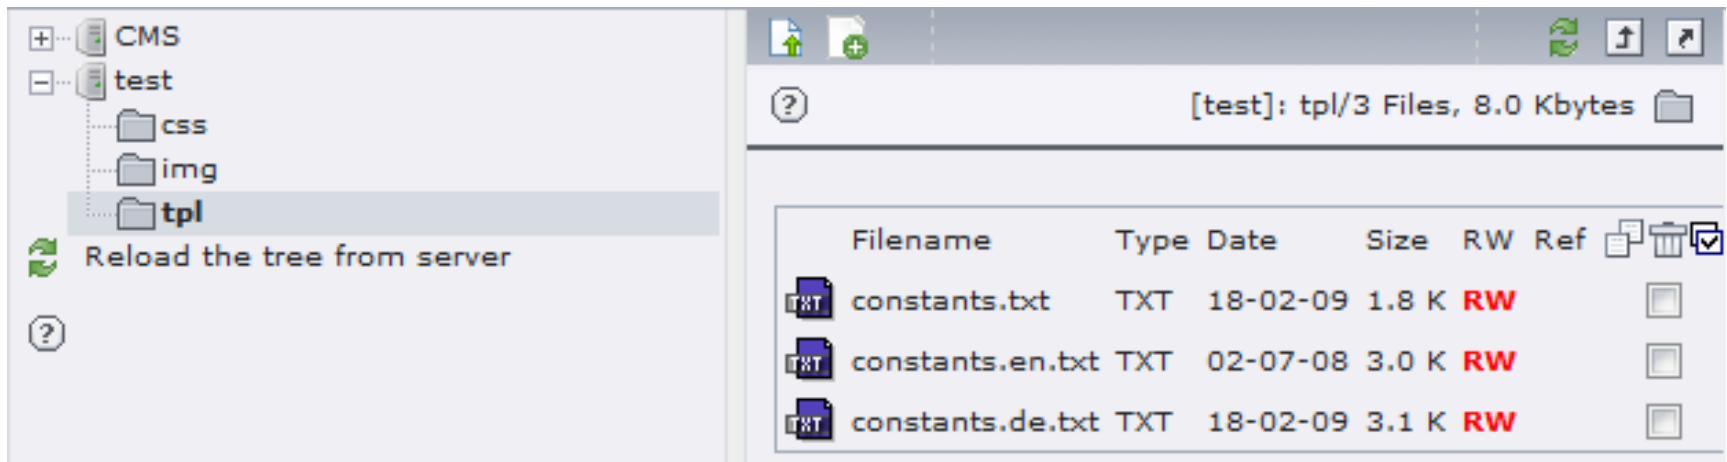 CMS
test
css
img
tpl
Reload the tree from server
[test]: tpl/3 Files, 8.0 Kbytes
Filename Type Date Size RW Ref
TXT constants.txt TXT 18-02-09 1.8 K RW
TXT constants.en.txt TXT 02-07-08 3.0 K RW
TXT constants.de.txt TXT 18-02-09 3.1 K RW